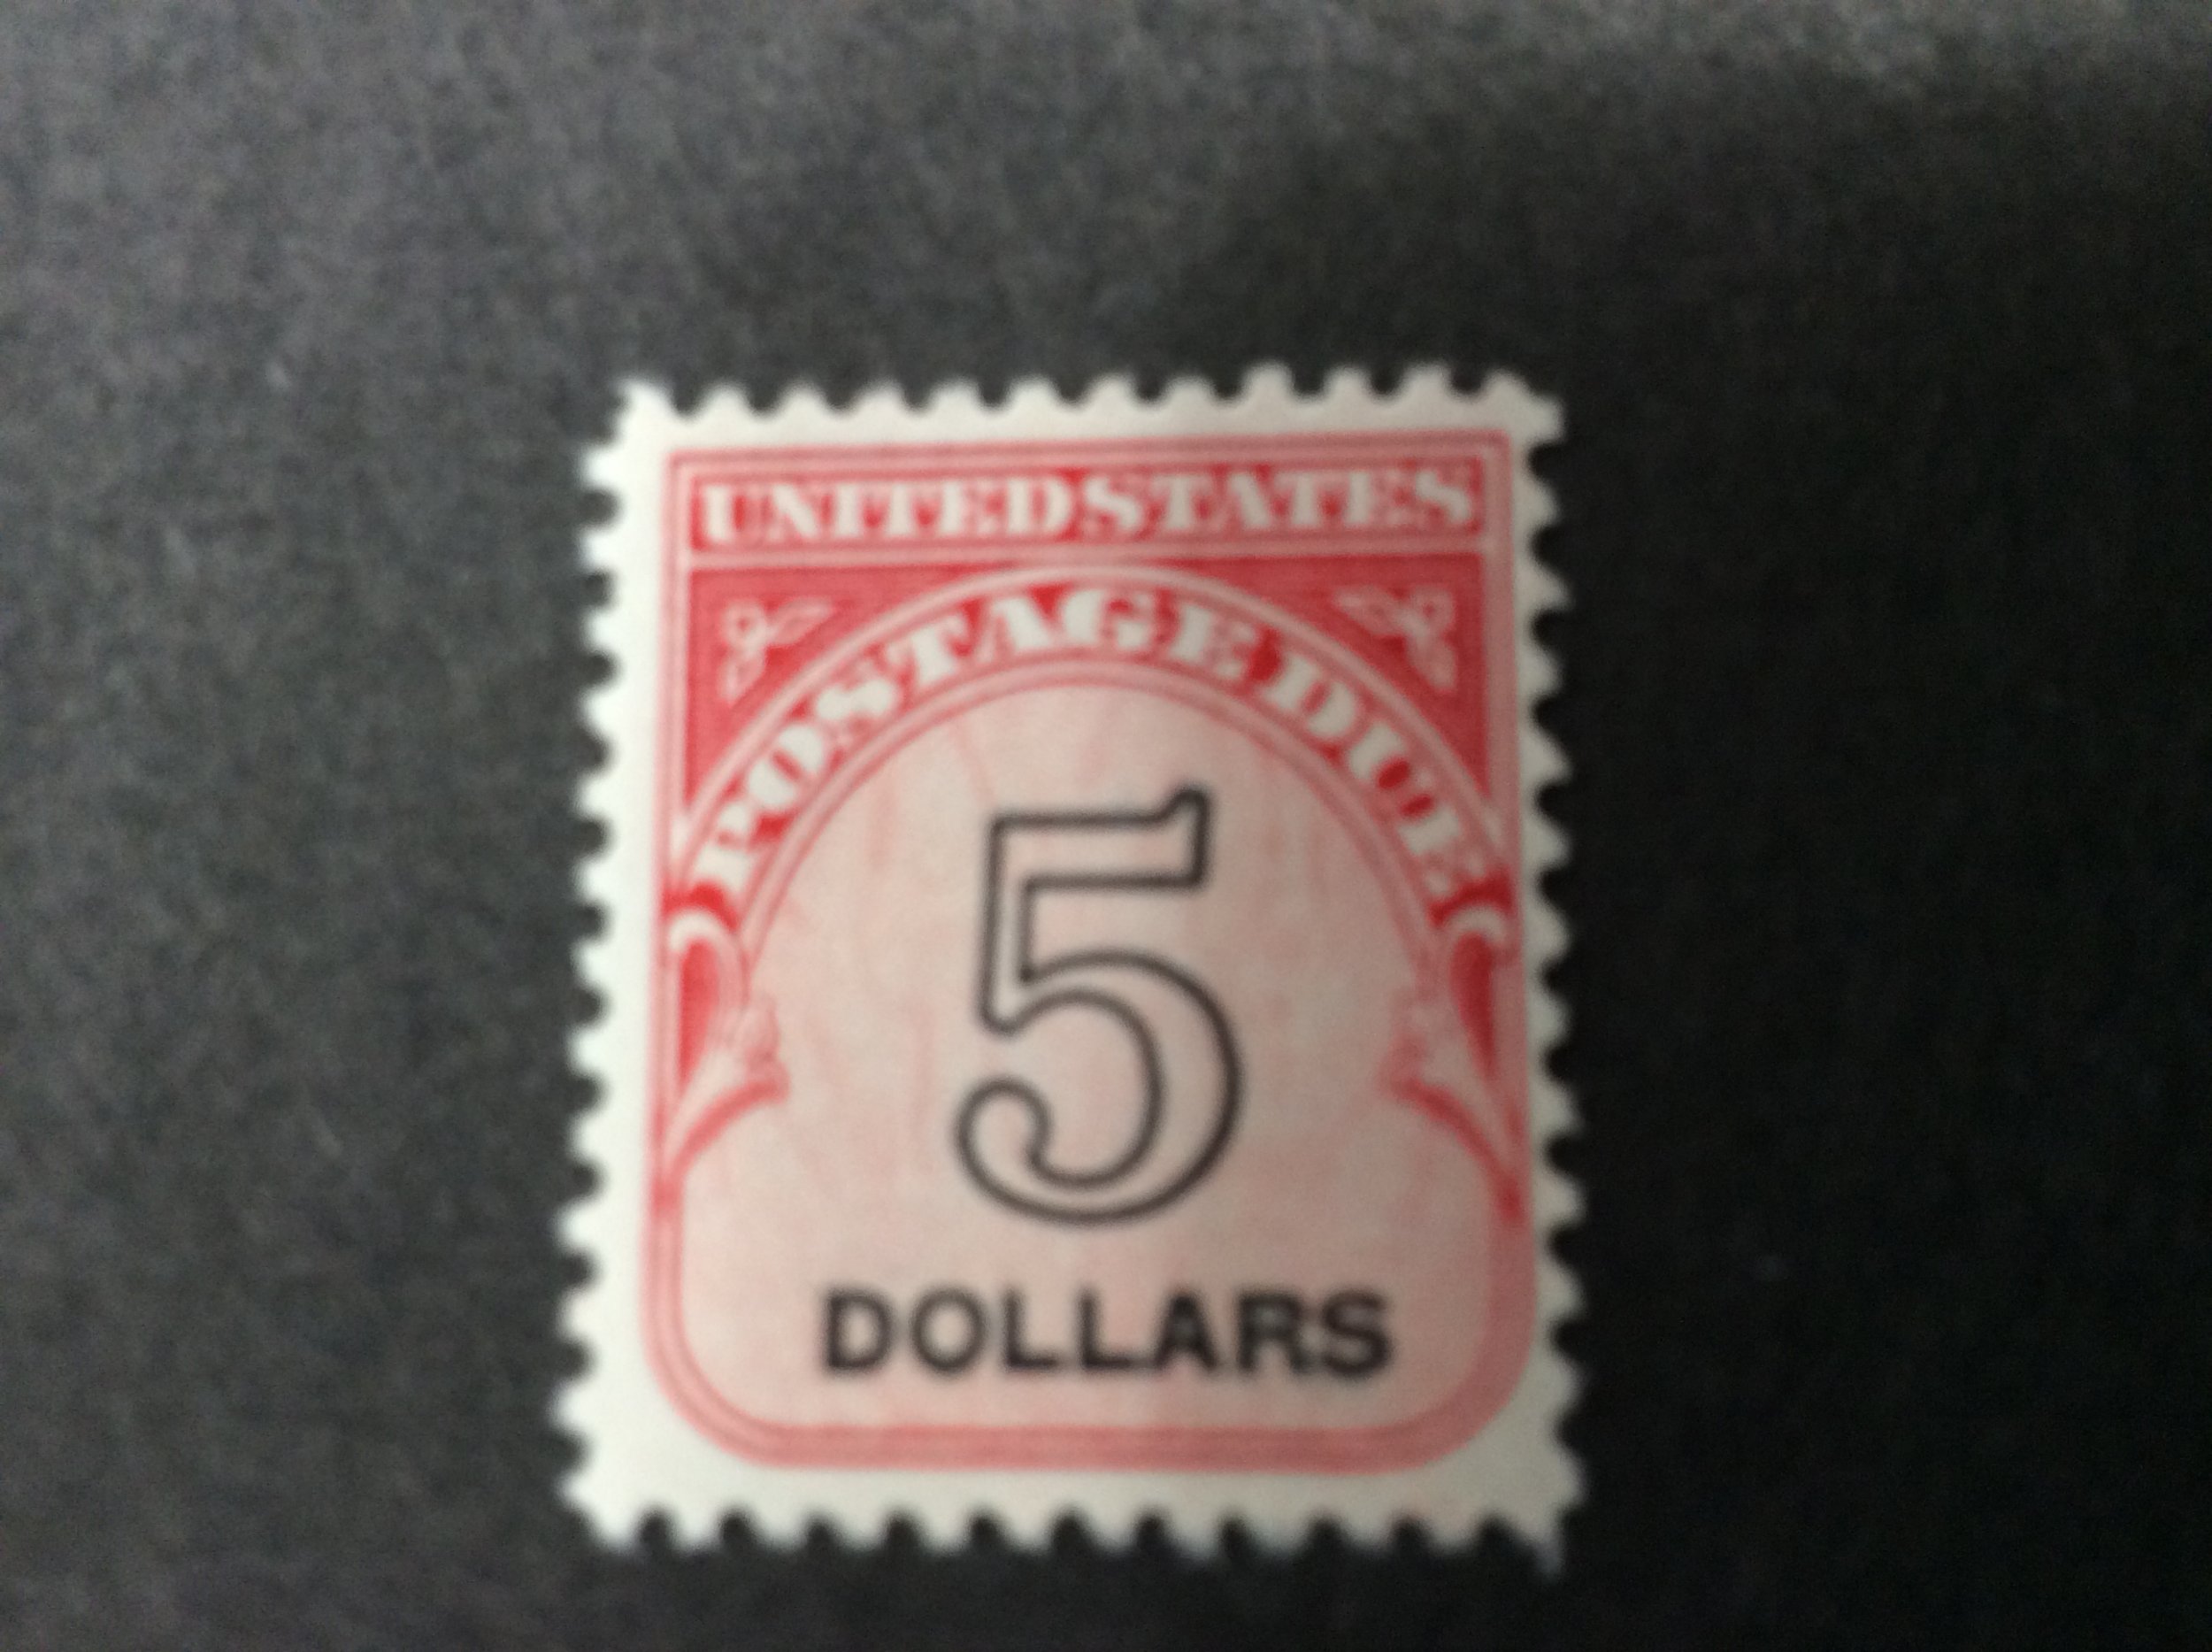 UNITED STATES
POSTAGE DUE
5
DOLLARS